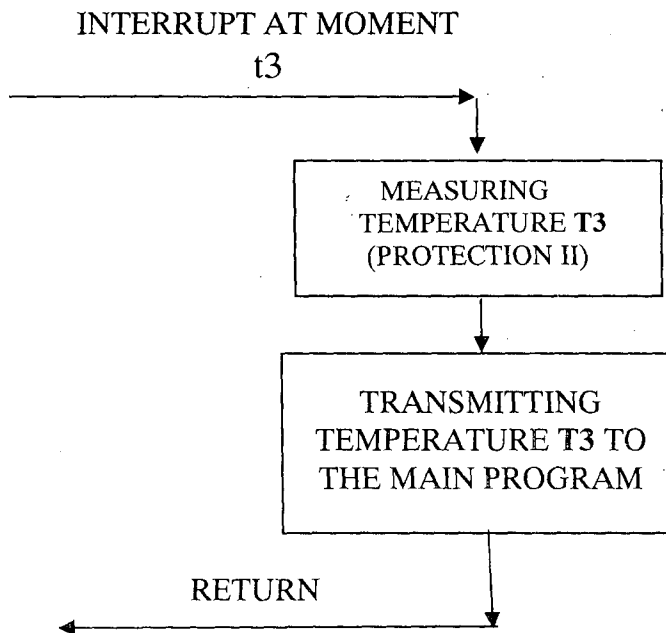 INTERRUPT AT MOMENT
t3
MEASURING
TEMPERATURE T3
(PROTECTION II)
TRANSMITTING
TEMPERATURE T3 TO
THE MAIN PROGRAM
RETURN